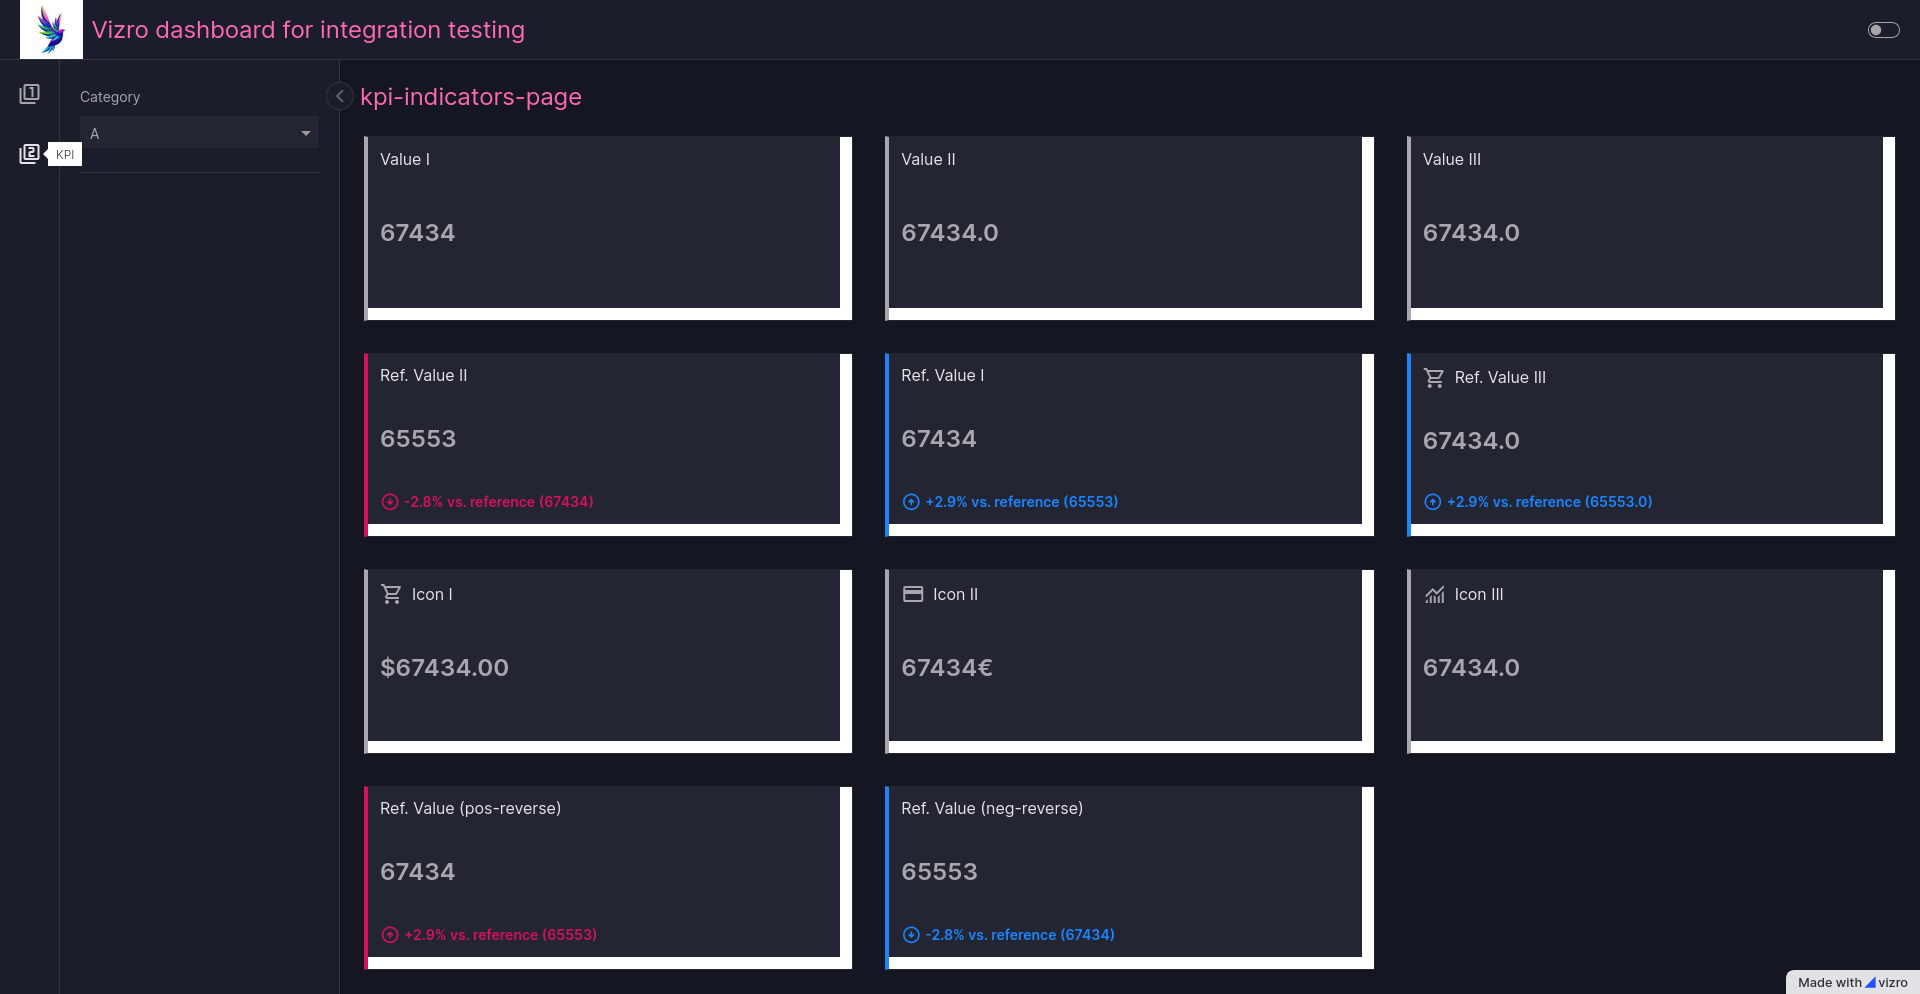 Vizro dashboard for integration testing
1
2
KPI
Category
A
kpi-indicators-page
Value I
67434
Value II
67434.0
Value III
67434.0
Ref. Value II
65553
-2.8% vs. reference (67434)
Ref. Value I
67434
+2.9% vs. reference (65553)
Ref. Value III
67434.0
+2.9% vs. reference (65553.0)
Icon I
$67434.00
Icon II
67434€
Icon III
67434.0
Ref. Value (pos-reverse)
67434
+2.9% vs. reference (65553)
Ref. Value (neg-reverse)
65553
-2.8% vs. reference (67434)
Made with vizro